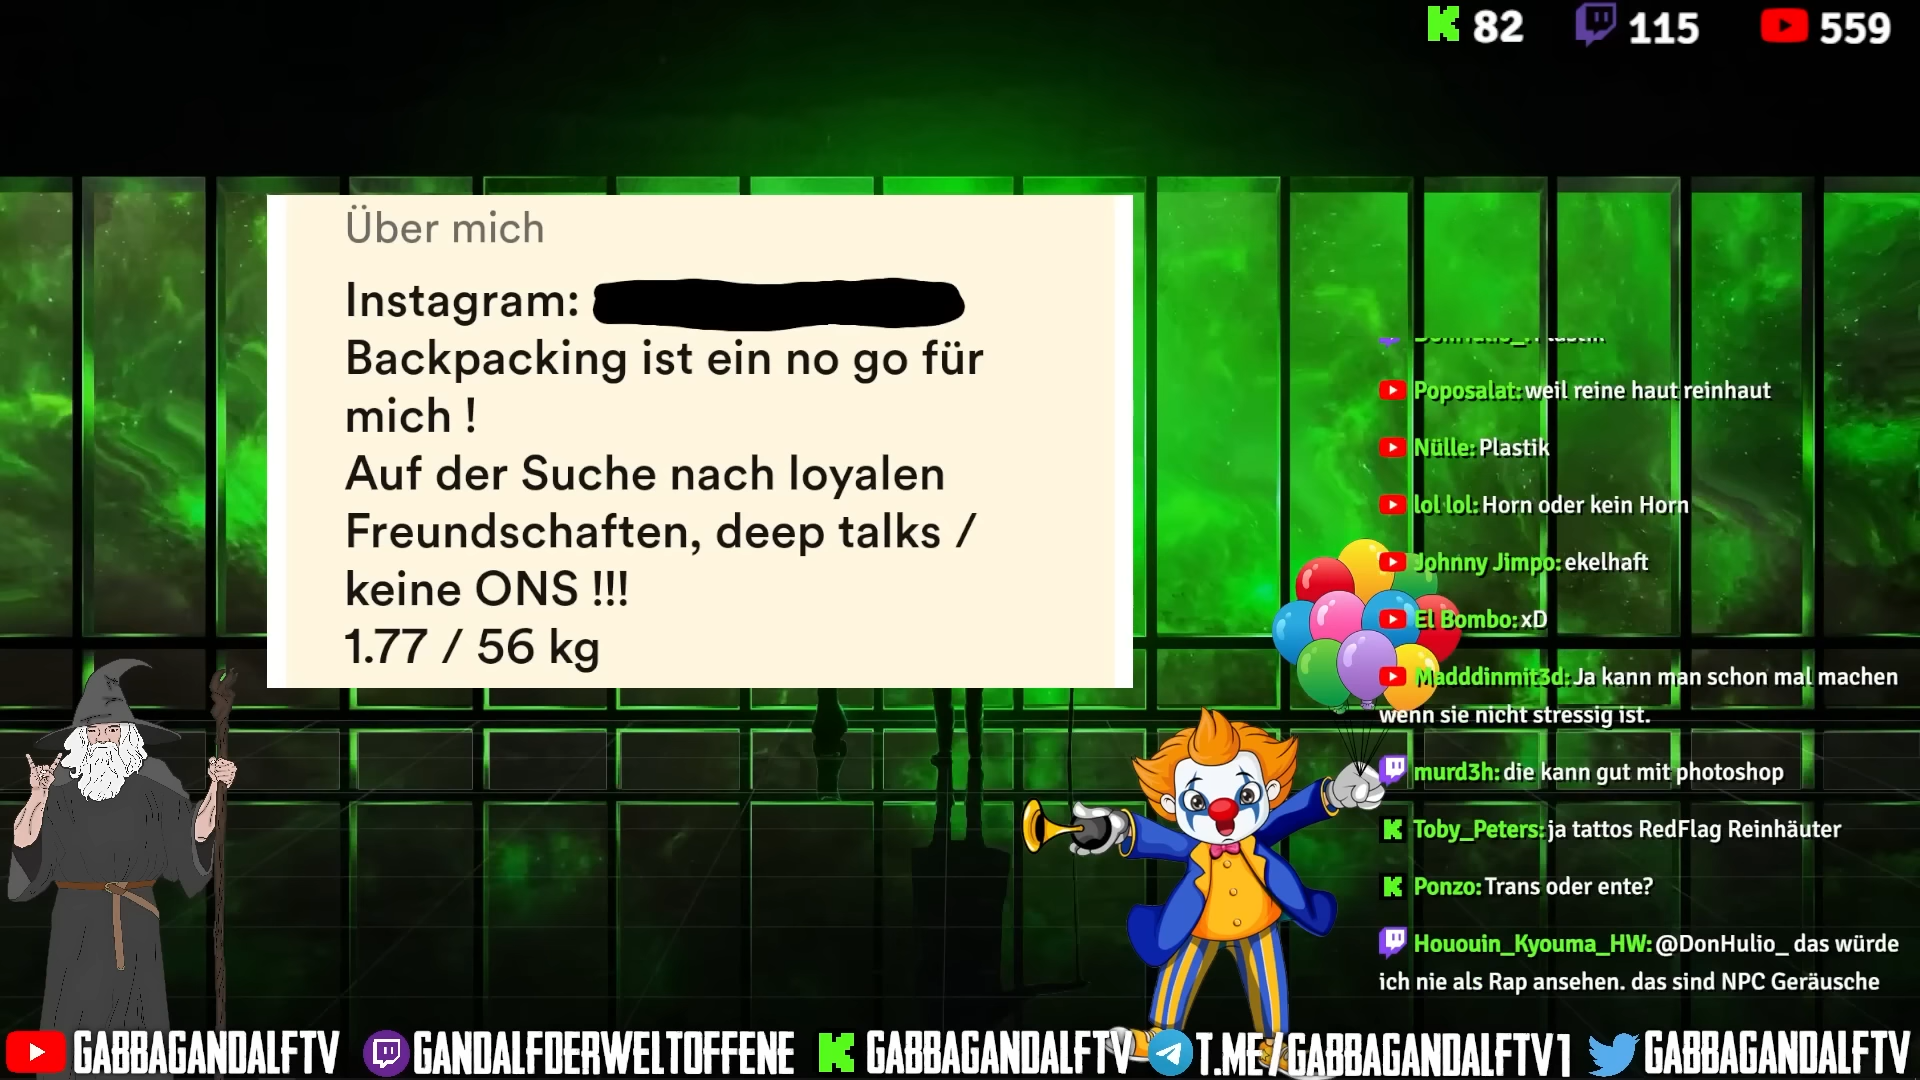 82
115
559
Über mich
Instagram:
Backpacking ist ein no go für
mich !
Auf der Suche nach loyalen
Freundschaften, deep talks /
keine ONS !!!
1.77 / 56 kg
Poposalat: weil reine haut reinhaut
Nülle: Plastik
lol lol: Horn oder kein Horn
Johnny Jimpo: ekelhaft
El Bombo: xD
Madddinmit3d: Ja kann man schon mal machen
wenn sie nicht stressig ist.
murd3h: die kann gut mit photoshop
Toby_Peters: ja tattos RedFlag Reinhäuter
Ponzo: Trans oder ente?
Hououin_Kyouma_HW: @DonHulio_ das würde
ich nie als Rap ansehen. das sind NPC Geräusche
GABBAGANDALFTV
GANDALFDERWELTOFFENE
GABBAGANDALFTV
T.ME/GABBAGANDALFTV1
GABBAGANDALFTV